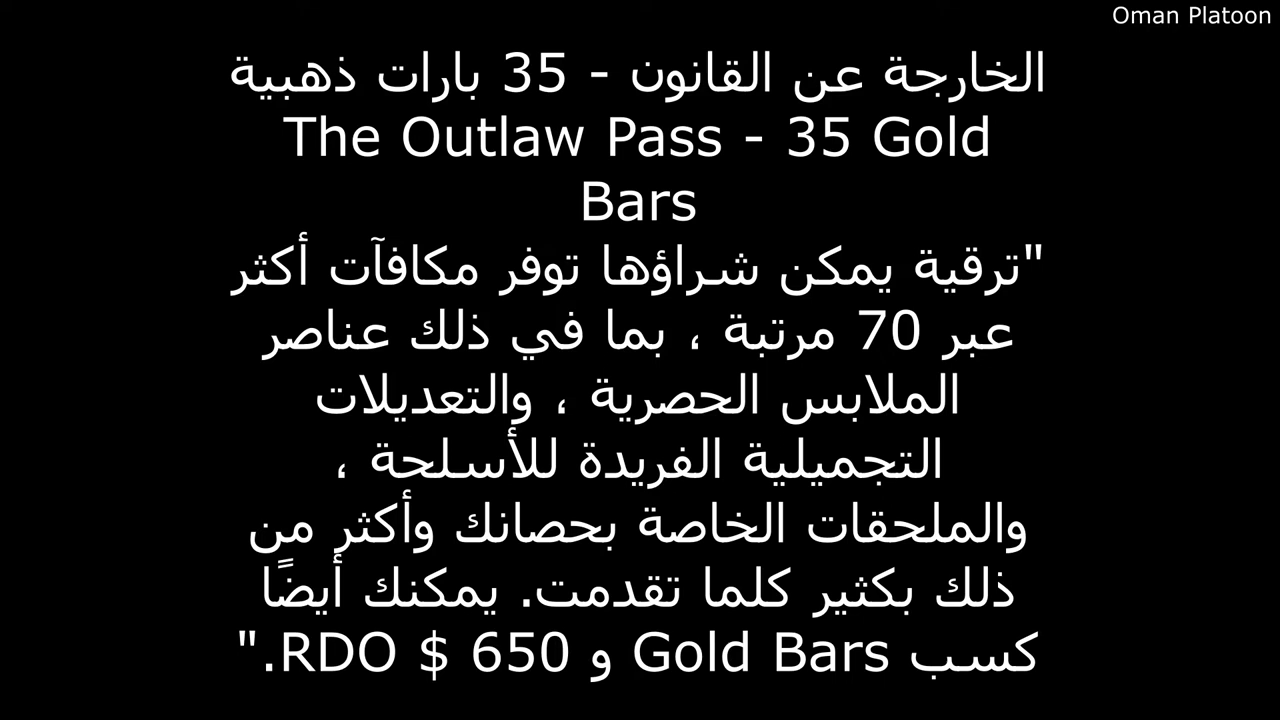 Oman Platoon
الخارجة عن القانون - 35 بارات ذهبية
The Outlaw Pass - 35 Gold
Bars
"ترقية يمكن شراؤها توفر مكافآت أكثر
عبر 70 مرتبة ، بما في ذلك عناصر
الملابس الحصرية ، والتعديلات
التجميلية الفريدة للأسلحة ،
والملحقات الخاصة بحصانك وأكثر من
ذلك بكثير كلما تقدمت. يمكنك أيضًا
كسب Gold Bars و 650 $ RDO."